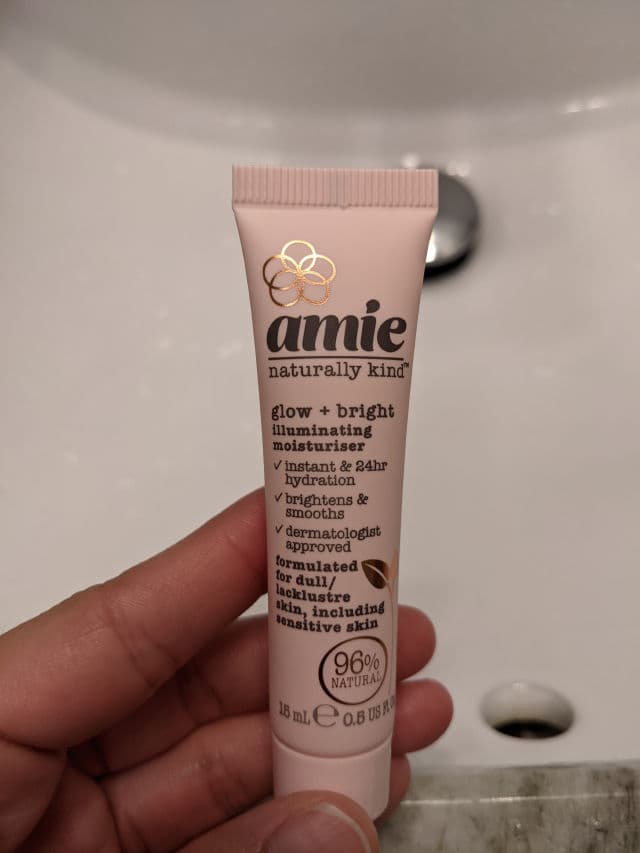 amie
naturally kind™
glow + bright
illuminating
moisturiser
✓ instant & 24hr
hydration
✓ brightens &
smooths
✓ dermatologist
approved
formulated
for dull/
lacklustre
skin, including
sensitive skin
96%
NATURAL
15 mL ℮ 0.5 US